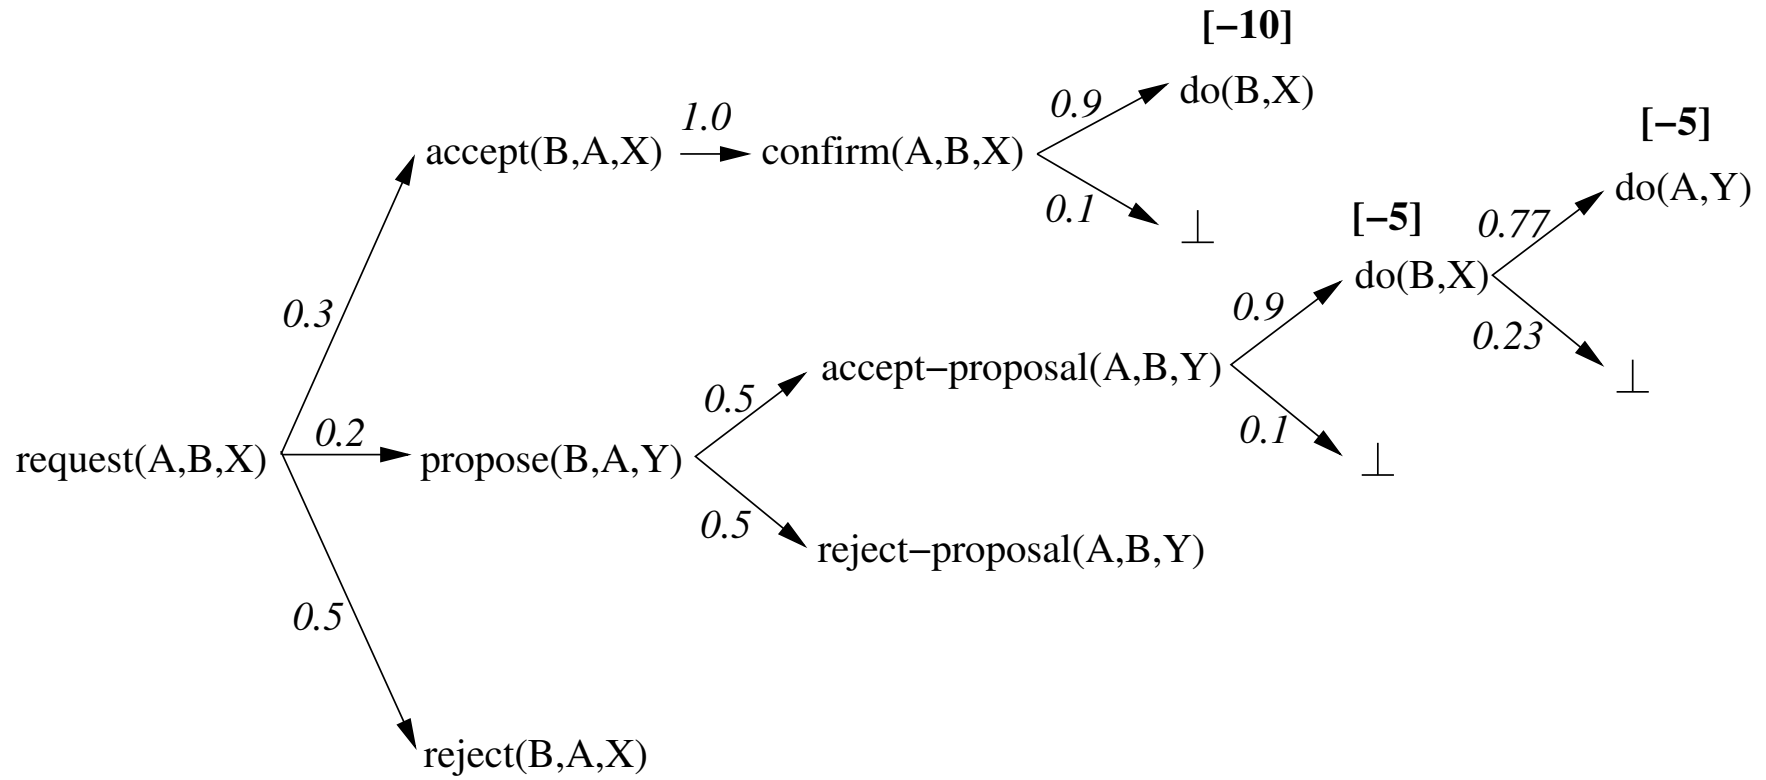 [−10]
do(B,X)
0.9
1.0
accept(B,A,X)
confirm(A,B,X)
0.1
⊥
[−5]
do(A,Y)
0.77
[−5]
do(B,X)
0.23
⊥
0.3
0.9
accept−proposal(A,B,Y)
0.5
0.1
⊥
0.2
request(A,B,X)
propose(B,A,Y)
0.5
reject−proposal(A,B,Y)
0.5
reject(B,A,X)